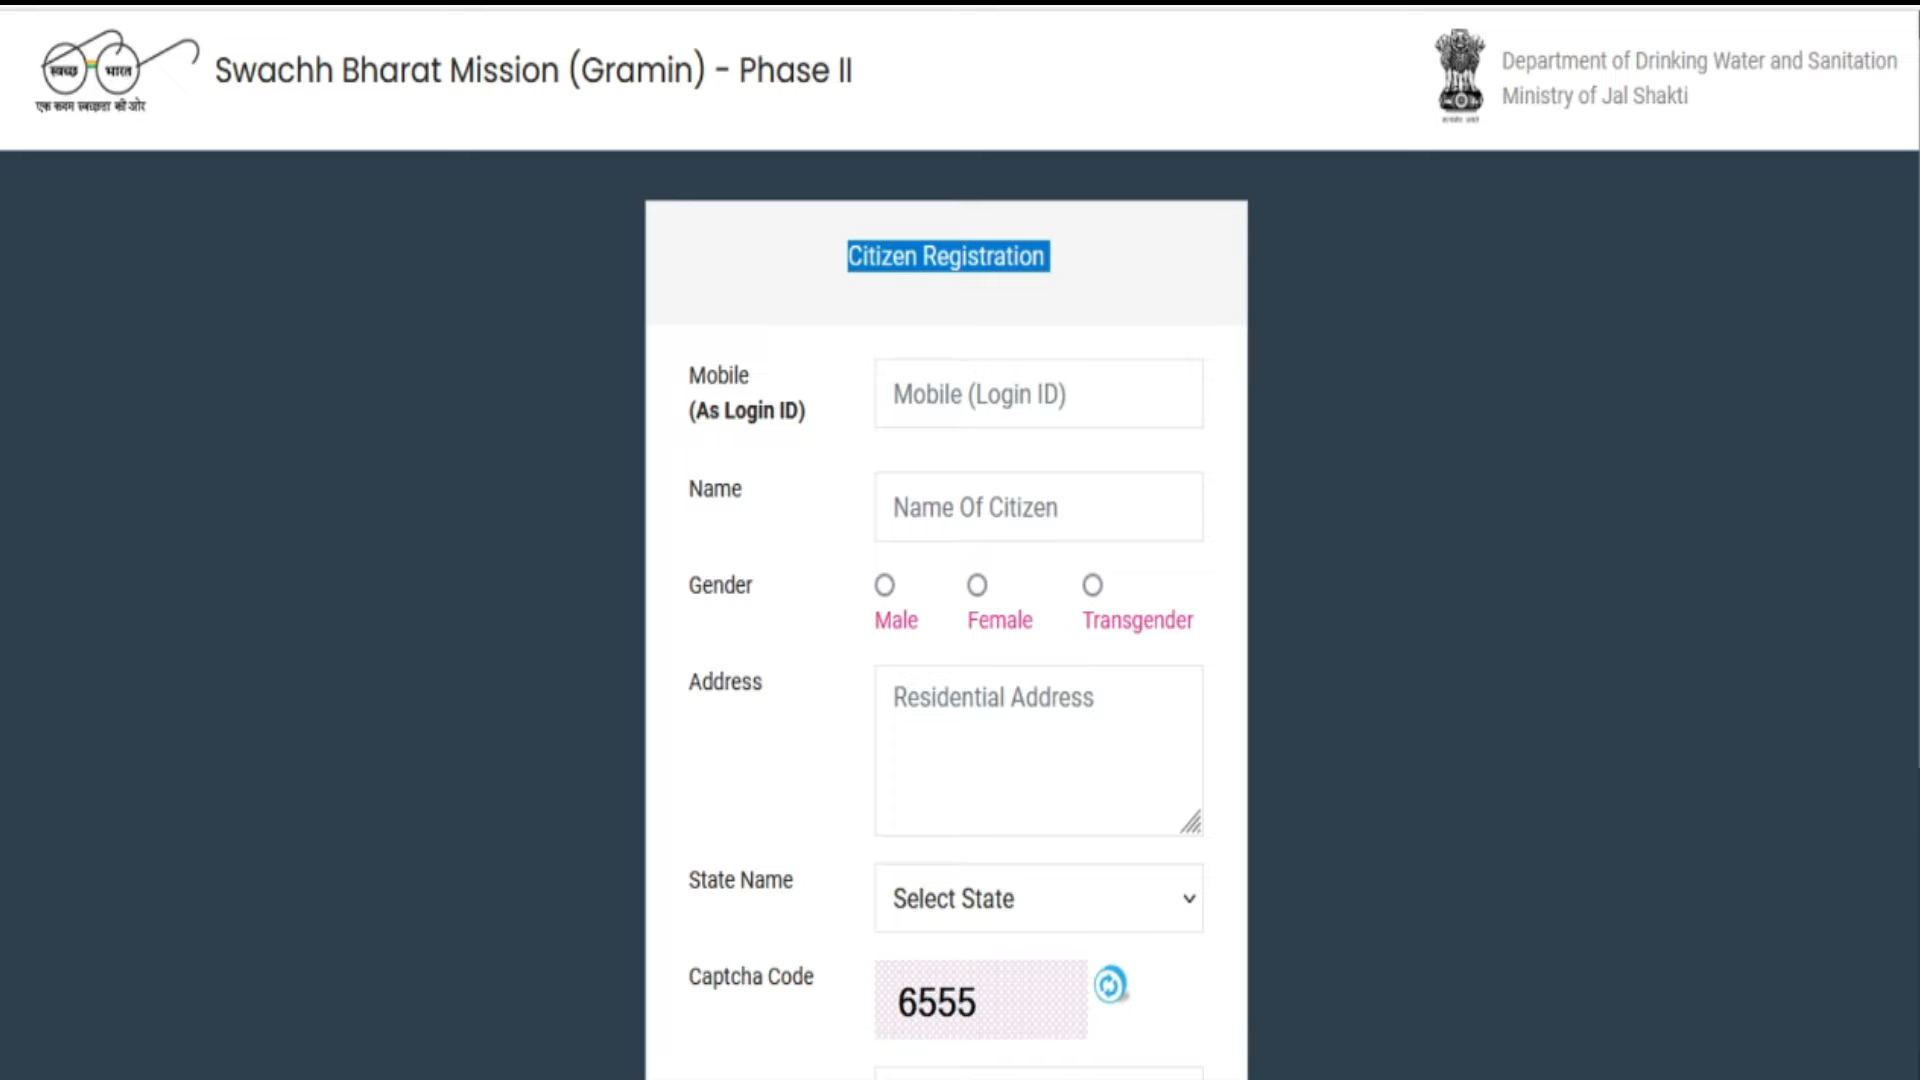 स्वच्छ भारत
एक कदम स्वच्छता की ओर
Swachh Bharat Mission (Gramin) - Phase II
Department of Drinking Water and Sanitation
Ministry of Jal Shakti
Citizen Registration
Mobile
(As Login ID)
Mobile (Login ID)
Name
Name Of Citizen
Gender
Male Female Transgender
Address
Residential Address
State Name
Select State
Captcha Code
6555